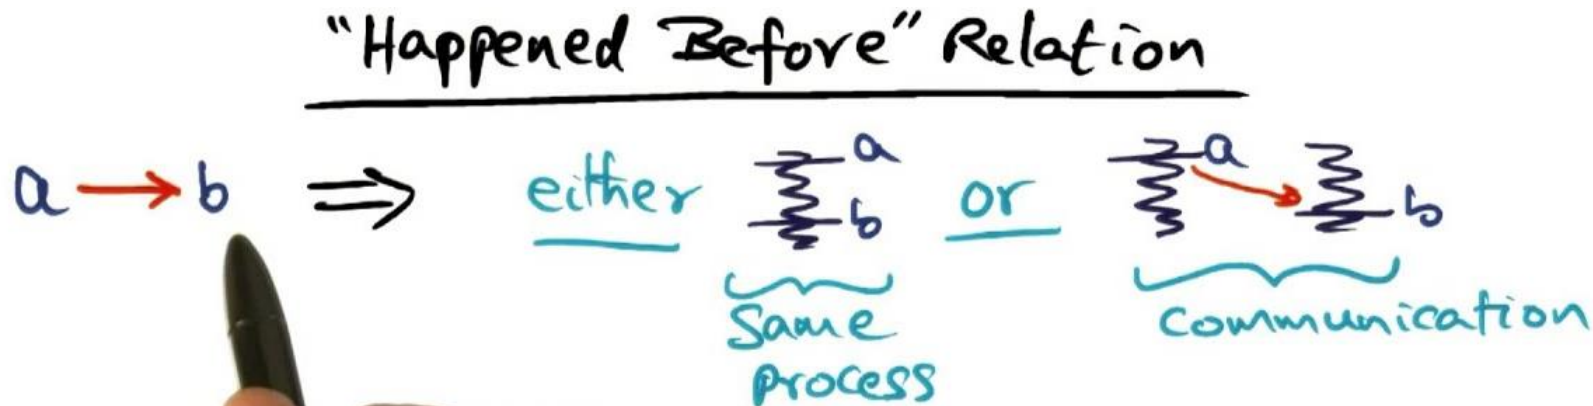 "Happened Before" Relation
a → b ⇒ either a b or a b
Same process
communication